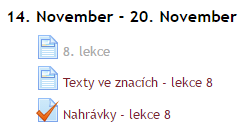 14. November - 20. November
8. lekce
Texty ve znacích - lekce 8
Nahrávky - lekce 8